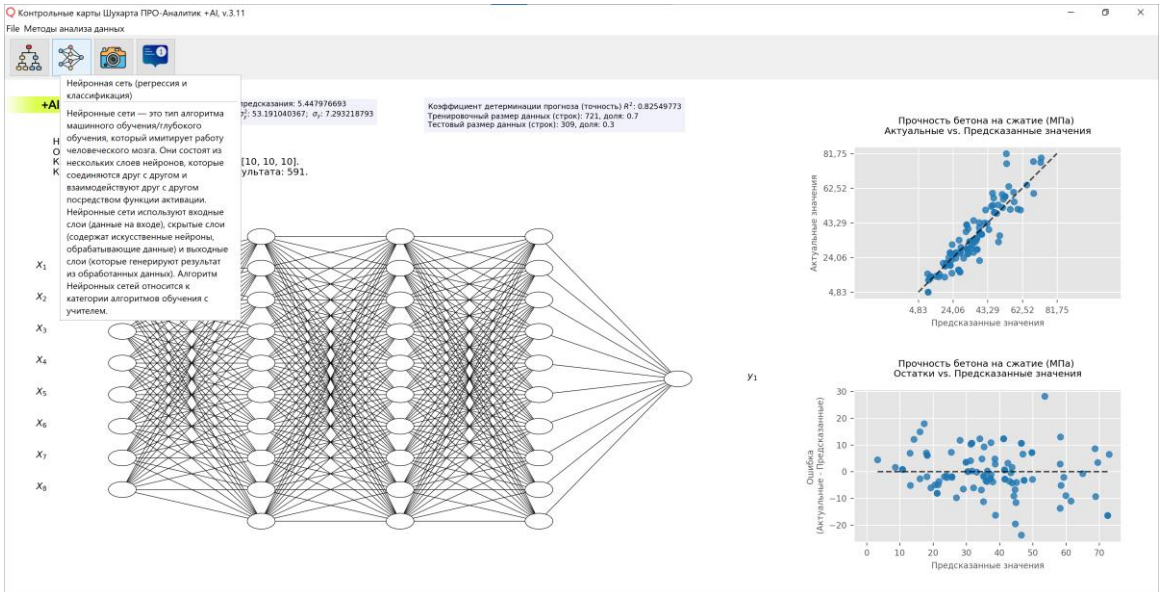 Контрольные карты Шухарта ПРО-Аналитик +AI, v.3.11
File Методы анализа данных
Нейронная сеть (регрессия и
классификация)
Нейронные сети — это тип алгоритма
машинного обучения/глубокого
обучения, который имитирует работу
человеческого мозга. Они состоят из
нескольких слоев нейронов, которые
соединяются друг с другом и
взаимодействуют друг с другом
посредством функции активации.
Нейронные сети используют входные
слои (данные на входе), скрытые слои
(содержат искусственные нейроны,
обрабатывающие данные) и выходные
слои (которые генерируют результат
из обработанных данных). Алгоритм
Нейронных сетей относится к
категории алгоритмов обучения с
учителем.
+AI
предсказания: 5.447976693
: 53.191040367; σy: 7.293218793
Н
О
К [10, 10, 10].
К ультата: 591.
Коэффициент детерминации прогноза (точность) R²: 0.82549773
Тренировочный размер данных (строк): 721, доля: 0.7
Тестовый размер данных (строк): 309, доля: 0.3
X1
X2
X3
X4
X5
X6
X7
X8
y1
Прочность бетона на сжатие (МПа)
Актуальные vs. Предсказанные значения
Актуальные значения
81,75
62,52
43,29
24,06
4,83
4,83 24,06 43,29 62,52 81,75
Предсказанные значения
Прочность бетона на сжатие (МПа)
Остатки vs. Предсказанные значения
Ошибка
(Актуальные - Предсказанные)
30
20
10
0
−10
−20
0 10 20 30 40 50 60 70
Предсказанные значения